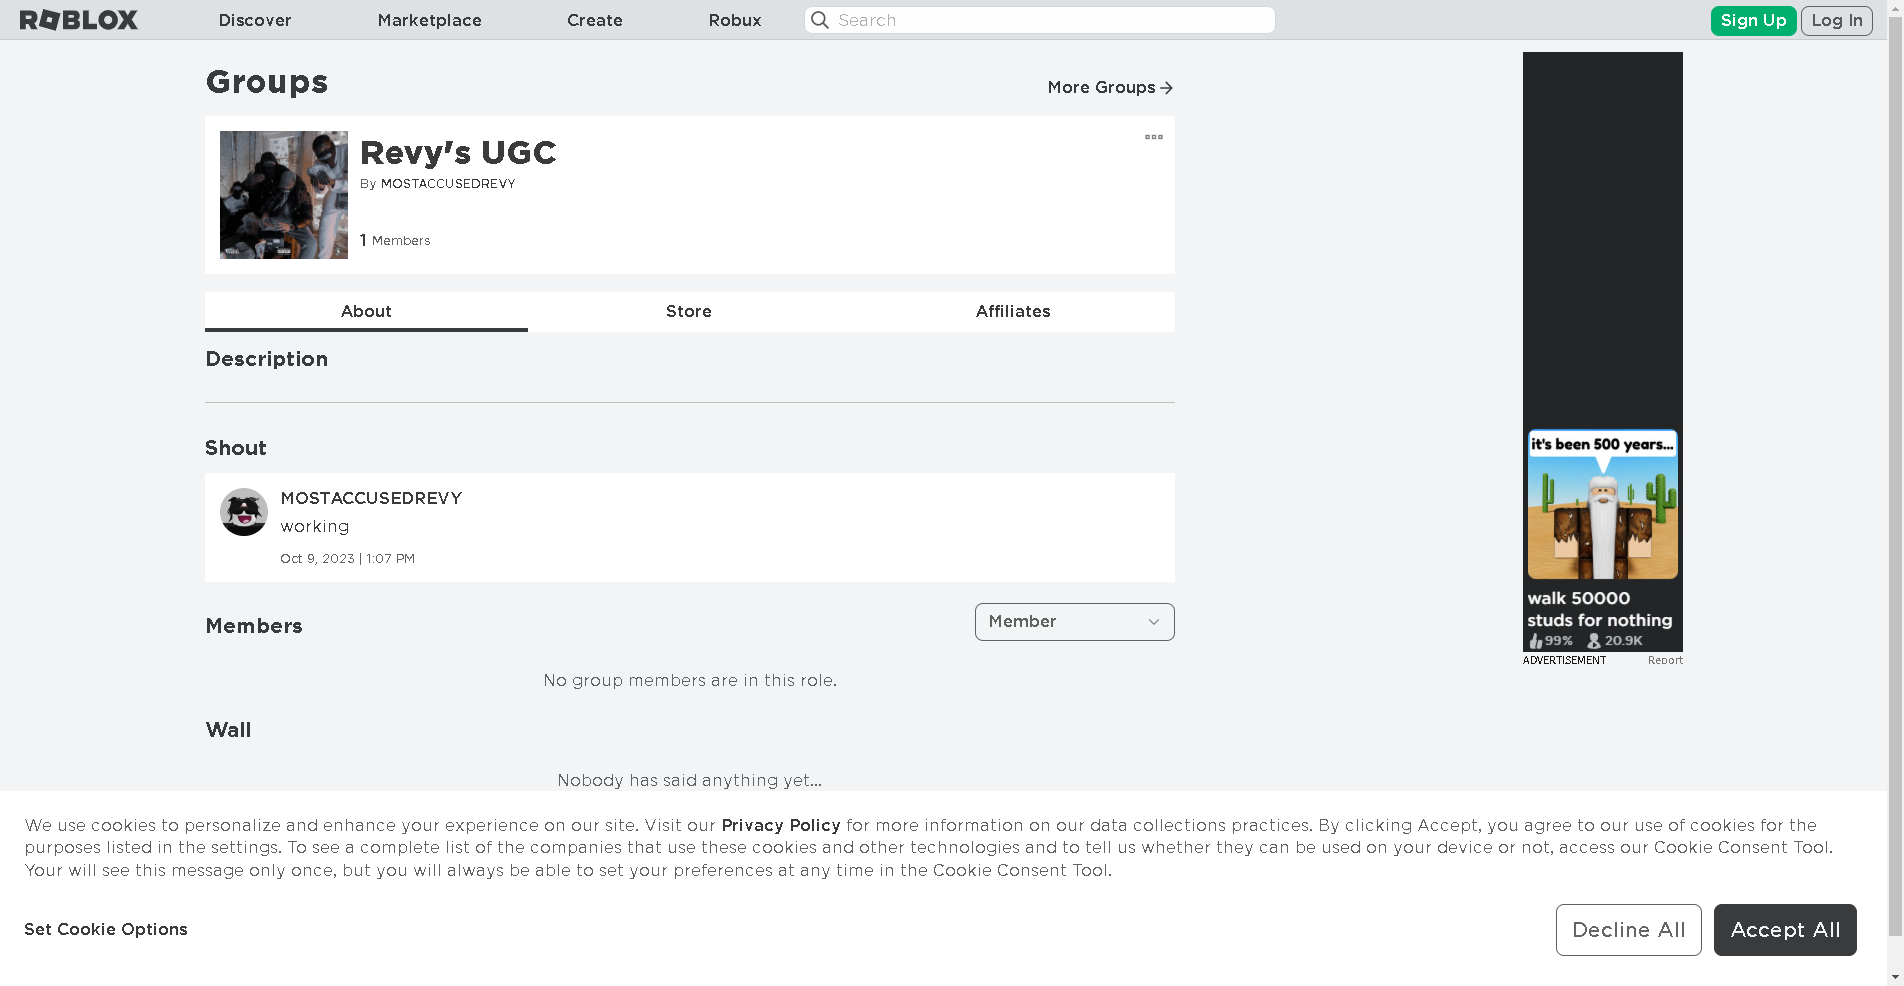 ROBLOX
Discover
Marketplace
Create
Robux
Search
Sign Up
Log In
Groups
More Groups
Revy's UGC
By MOSTACCUSEDREVY
1 Members
About
Store
Affiliates
Description
Shout
MOSTACCUSEDREVY
working
Oct 9, 2023 | 1:07 PM
Members
Member
No group members are in this role.
Wall
Nobody has said anything yet...
it's been 500 years...
walk 50000
studs for nothing
99% 20.9K
ADVERTISEMENT
Report
We use cookies to personalize and enhance your experience on our site. Visit our Privacy Policy for more information on our data collections practices. By clicking Accept, you agree to our use of cookies for the
purposes listed in the settings. To see a complete list of the companies that use these cookies and other technologies and to tell us whether they can be used on your device or not, access our Cookie Consent Tool.
Your will see this message only once, but you will always be able to set your preferences at any time in the Cookie Consent Tool.
Set Cookie Options
Decline All
Accept All